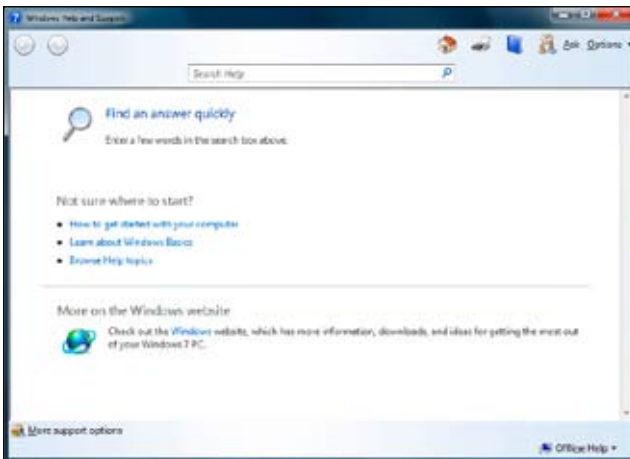 Windows Help and Support
Ask Options
Search Help
Find an answer quickly
Enter a few words in the search box above.
Not sure where to start?
How to get started with your computer
Learn about Windows Basics
Browse Help topics
More on the Windows website
Check out the Windows website, which has more information, downloads, and ideas for getting the most out
of your Windows 7 PC.
More support options
Office Help